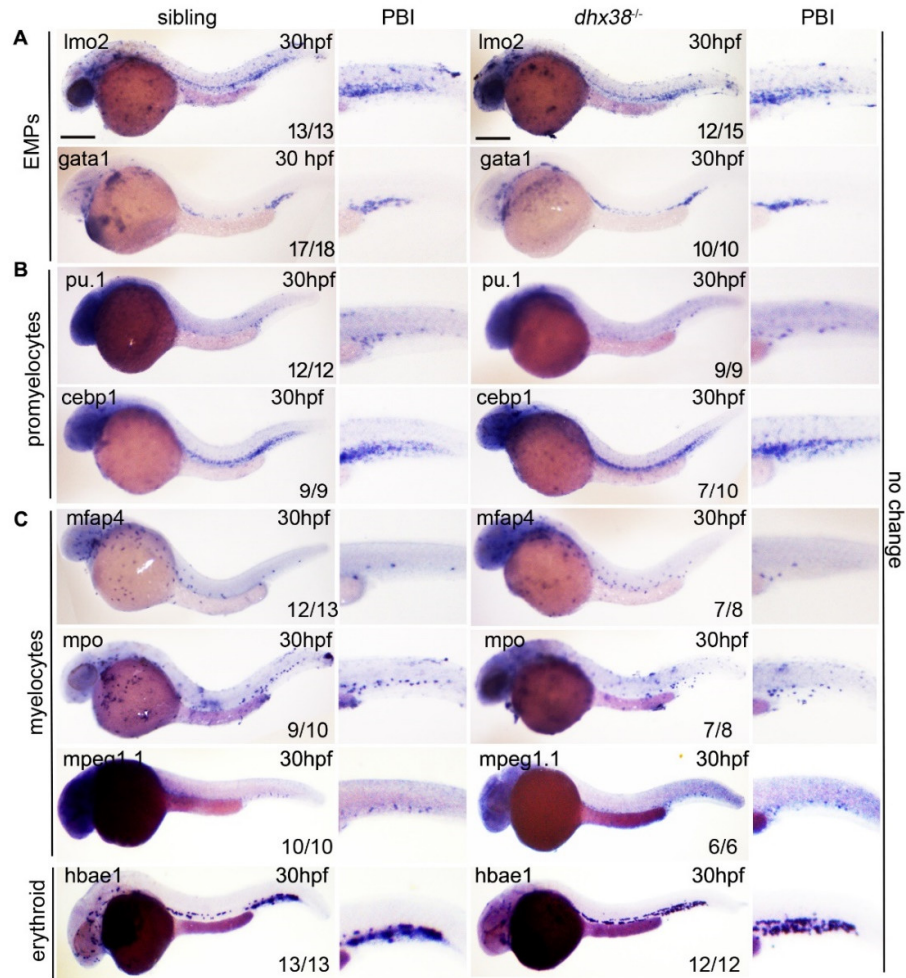 sibling PBI dhx38-/- PBI
A
EMPs
lmo2 30hpf 13/13
lmo2 30hpf 12/15
gata1 30 hpf 17/18
gata1 30hpf 10/10
B
promyelocytes
pu.1 30hpf 12/12
pu.1 30hpf 9/9
cebp1 30hpf 9/9
cebp1 30hpf 7/10
C
myelocytes
mfap4 30hpf 12/13
mfap4 30hpf 7/8
mpo 30hpf 9/10
mpo 30hpf 7/8
mpeg1.1 30hpf 10/10
mpeg1.1 30hpf 6/6
erythroid
hbae1 30hpf 13/13
hbae1 30hpf 12/12
no change